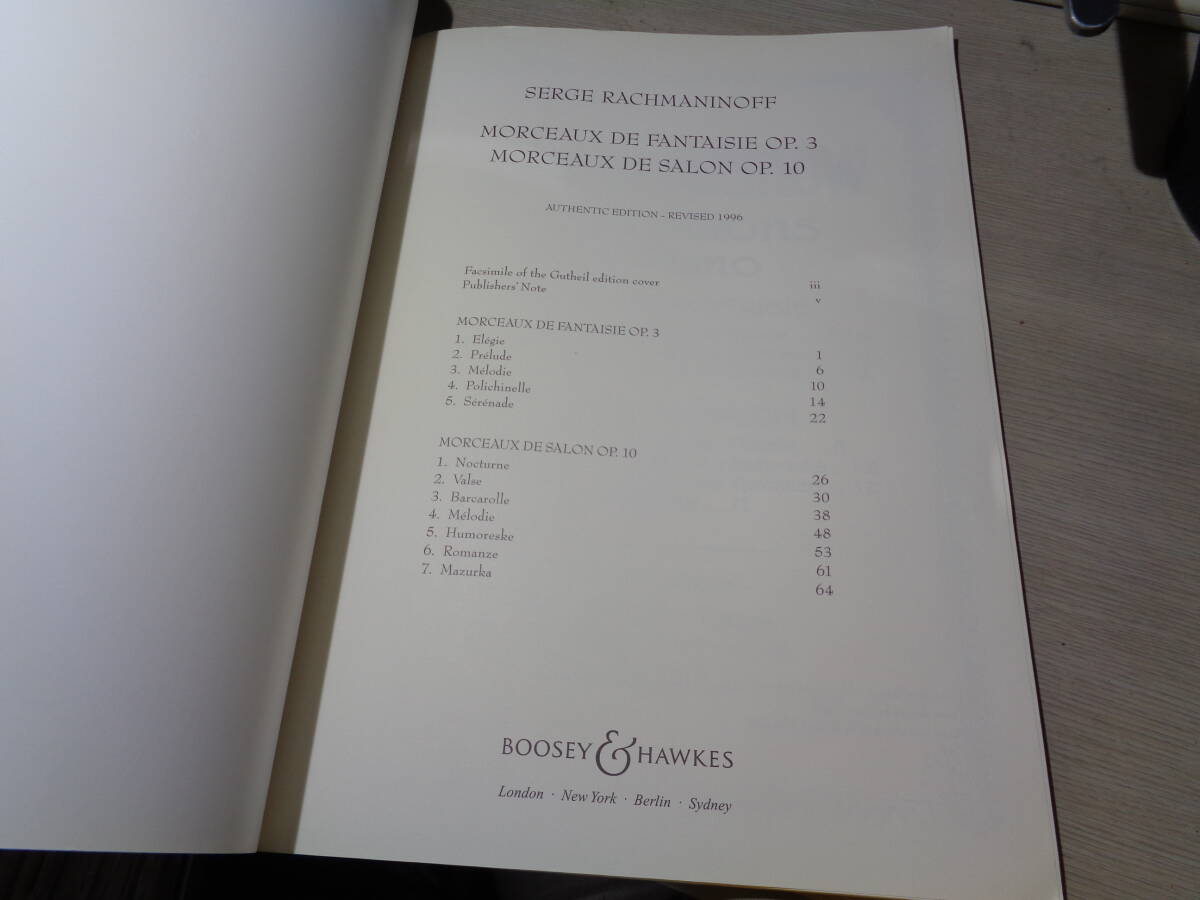 SERGE RACHMANINOFF
MORCEAUX DE FANTAISIE OP. 3
MORCEAUX DE SALON OP. 10
AUTHENTIC EDITION – REVISED 1996
Facsimile of the Gutheil edition cover iii
Publishers' Note v
MORCEAUX DE FANTAISIE OP. 3
1. Elégie 1
2. Prélude 6
3. Mélodie 10
4. Polichinelle 14
5. Sérénade 22
MORCEAUX DE SALON OP. 10
1. Nocturne 26
2. Valse 30
3. Barcarolle 38
4. Mélodie 48
5. Humoreske 53
6. Romanze 61
7. Mazurka 64
BOOSEY & HAWKES
London · New York · Berlin · Sydney